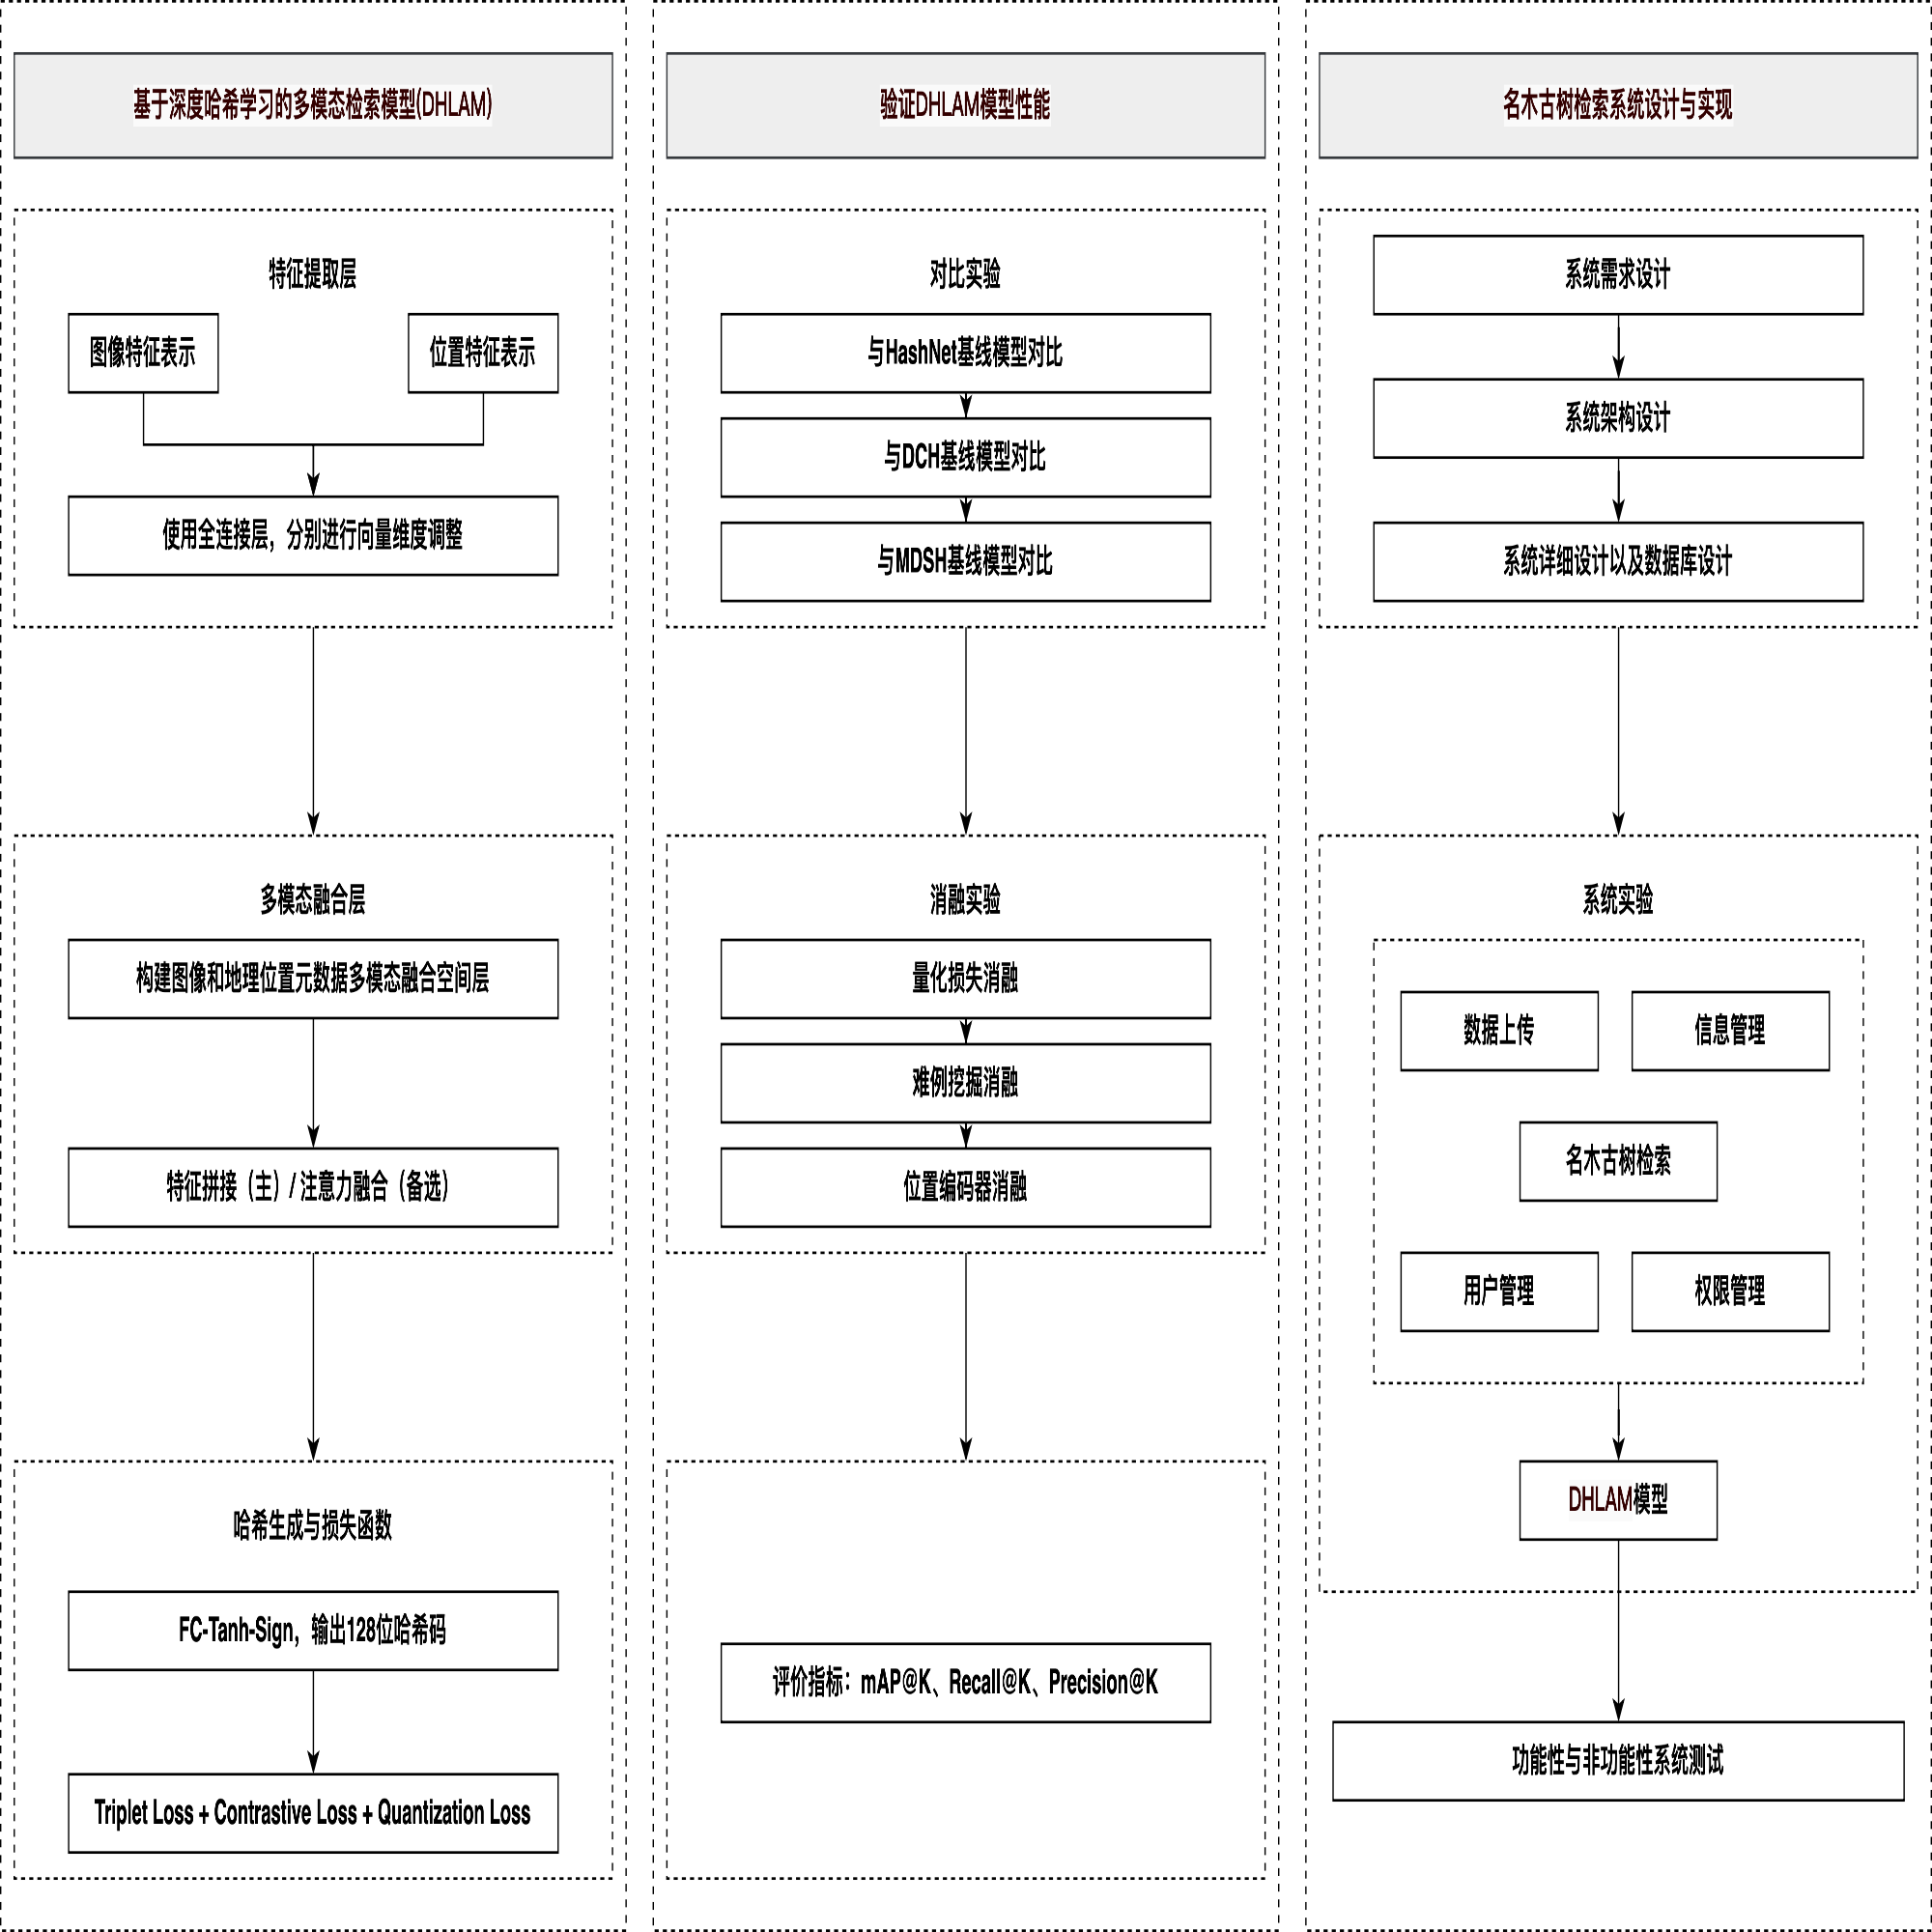 基于深度哈希学习的多模态检索模型(DHLAM)
特征提取层
图像特征表示
位置特征表示
使用全连接层，分别进行向量维度调整
多模态融合层
构建图像和地理位置元数据多模态融合空间层
特征拼接（主）/ 注意力融合（备选）
哈希生成与损失函数
FC-Tanh-Sign，输出128位哈希码
Triplet Loss + Contrastive Loss + Quantization Loss
验证DHLAM模型性能
对比实验
与HashNet基线模型对比
与DCH基线模型对比
与MDSH基线模型对比
消融实验
量化损失消融
难例挖掘消融
位置编码器消融
评价指标：mAP@K、Recall@K、Precision@K
名木古树检索系统设计与实现
系统需求设计
系统架构设计
系统详细设计以及数据库设计
系统实验
数据上传
信息管理
名木古树检索
用户管理
权限管理
DHLAM模型
功能性与非功能性系统测试